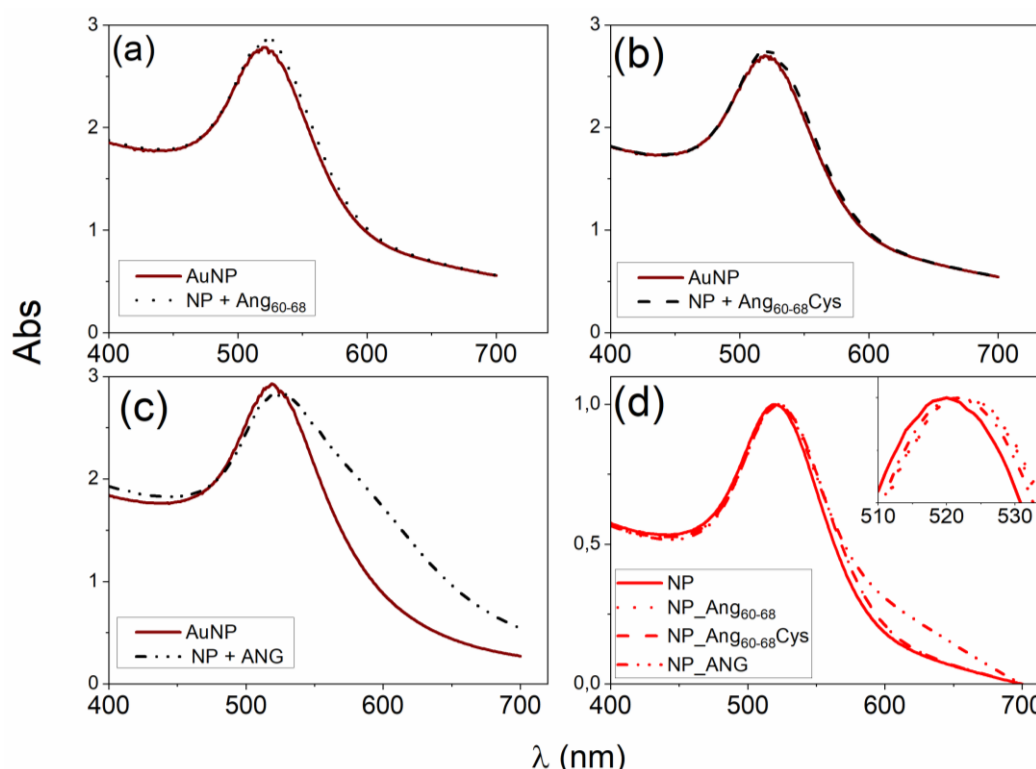 (a)
3
2
1
0
AuNP
NP + Ang₆₀₋₆₈
400 500 600 700
(b)
3
2
1
0
AuNP
NP + Ang₆₀₋₆₈Cys
400 500 600 700
Abs
(c)
3
2
1
0
AuNP
NP + ANG
400 500 600 700
(d)
1,0
0,5
0,0
510 520 530
NP
NP_Ang₆₀₋₆₈
NP_Ang₆₀₋₆₈Cys
NP_ANG
400 500 600 700
λ (nm)